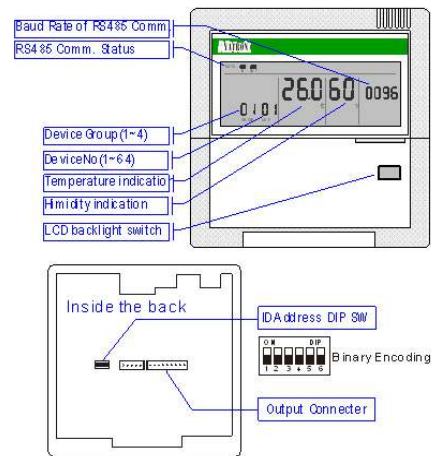 Baud Rate of RS485 Comm.
RS485 Comm. Status
YATRON
26.0 60 0096
0101
Device Group(1~4)
DeviceNo(1~64)
Temperature indicatio
Himidity indication
LCD backlight switch
Inside the back
IDAddress DIP SW
ON DIP
1 2 3 4 5 6
Binary Encoding
Output Connecter